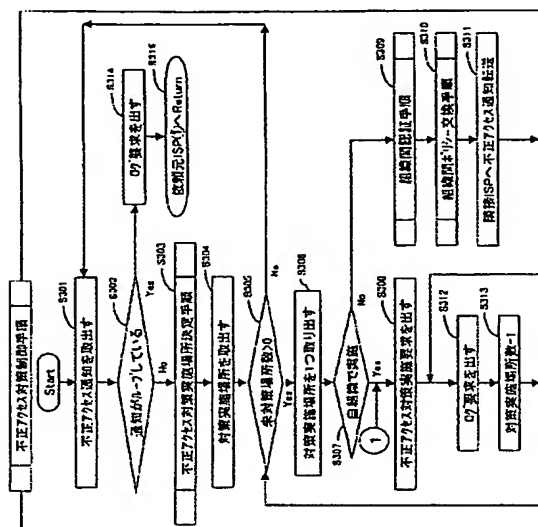 不正アクセス対策制御手順
Start
S301
不正アクセス通知を取出す
S302
通知がループしている
Yes
No
S314
ログ要求を出す
S315
依頼元ISP(1)へReturn
S303
不正アクセス対策実施場所決定手順
S304
対策実施場所を取出す
S305
未対策場所数≥0
No
Yes
S306
対策実施場所を1つ取り出す
S307
自組織で実施
No
Yes
1
S308
不正アクセス対策実施要求を出す
S309
組織間認証手順
S310
組織間ポリシー交換手順
S311
隣接ISPへ不正アクセス通知転送
S312
ログ要求を出す
S313
対策実施場所数-1